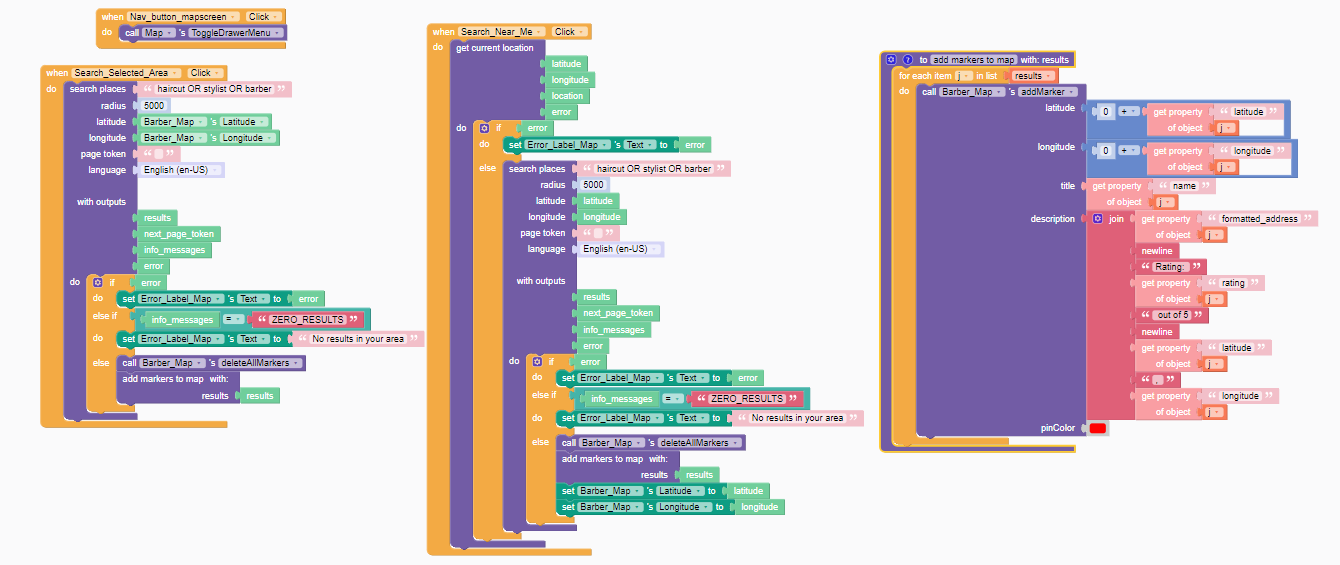 when Nav_button_mapscreen Click
do call Map 's ToggleDrawerMenu
when Search_Selected_Area Click
do search places “ haircut OR stylist OR barber ”
radius 5000
latitude Barber_Map 's Latitude
longitude Barber_Map 's Longitude
page token “ ”
language English (en-US)
with outputs
results
next_page_token
info_messages
error
do if error
do set Error_Label_Map 's Text to error
else if info_messages = “ ZERO_RESULTS ”
do set Error_Label_Map 's Text to “ No results in your area ”
else call Barber_Map 's deleteAllMarkers
add markers to map with:
results results
when Search_Near_Me Click
do get current location
latitude
longitude
location
error
do if error
do set Error_Label_Map 's Text to error
else search places “ haircut OR stylist OR barber ”
radius 5000
latitude latitude
longitude longitude
page token “ ”
language English (en-US)
with outputs
results
next_page_token
info_messages
error
do if error
do set Error_Label_Map 's Text to error
else if info_messages = “ ZERO_RESULTS ”
do set Error_Label_Map 's Text to “ No results in your area ”
else call Barber_Map 's deleteAllMarkers
add markers to map with:
results results
set Barber_Map 's Latitude to latitude
set Barber_Map 's Longitude to longitude
? to add markers to map with: results
for each item j in list results
do call Barber_Map 's addMarker
latitude 0 + get property “ latitude ”
of object j
longitude 0 + get property “ longitude ”
of object j
title get property “ name ”
of object j
description join get property “ formatted_address ”
of object j
newline
“ Rating: ”
get property “ rating ”
of object j
“ out of 5 ”
newline
get property “ latitude ”
of object j
“ , ”
get property “ longitude ”
of object j
pinColor